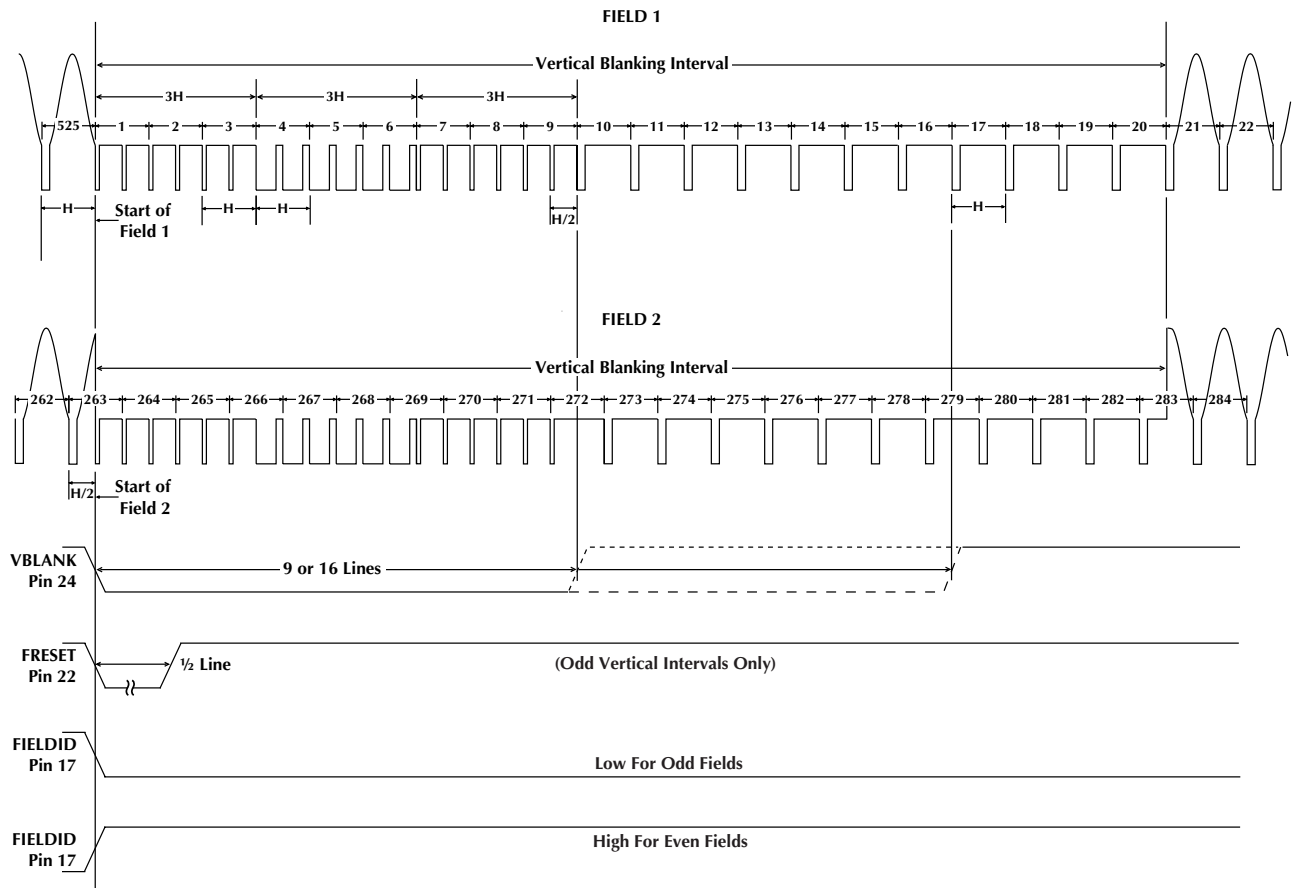 FIELD 1
Vertical Blanking Interval
3H 3H 3H
525 1 2 3 4 5 6 7 8 9 10 11 12 13 14 15 16 17 18 19 20 21 22
H Start of Field 1 H H H/2 H
FIELD 2
Vertical Blanking Interval
262 263 264 265 266 267 268 269 270 271 272 273 274 275 276 277 278 279 280 281 282 283 284
H/2 Start of Field 2
VBLANK
Pin 24
9 or 16 Lines
FRESET
Pin 22
½ Line
(Odd Vertical Intervals Only)
FIELDID
Pin 17
Low For Odd Fields
FIELDID
Pin 17
High For Even Fields